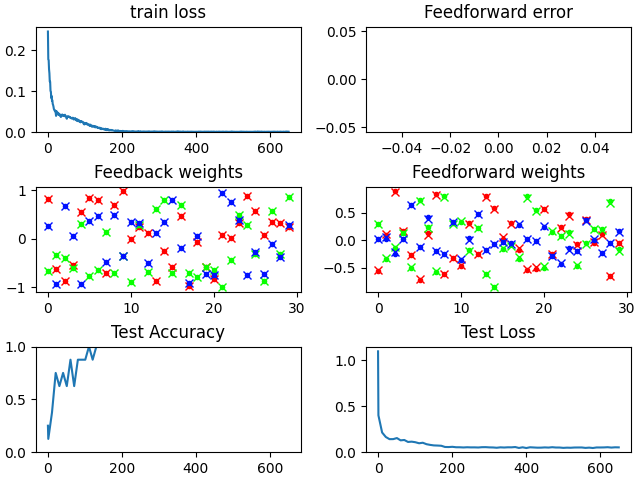 train loss
0.2
0.1
0.0
0 200 400 600
Feedforward error
0.05
0.00
−0.05
−0.04 −0.02 0.00 0.02 0.04
Feedback weights
1
0
−1
0 10 20 30
Feedforward weights
0.5
0.0
−0.5
0 10 20 30
Test Accuracy
1.0
0.5
0.0
0 200 400 600
Test Loss
1.0
0.5
0.0
0 200 400 600